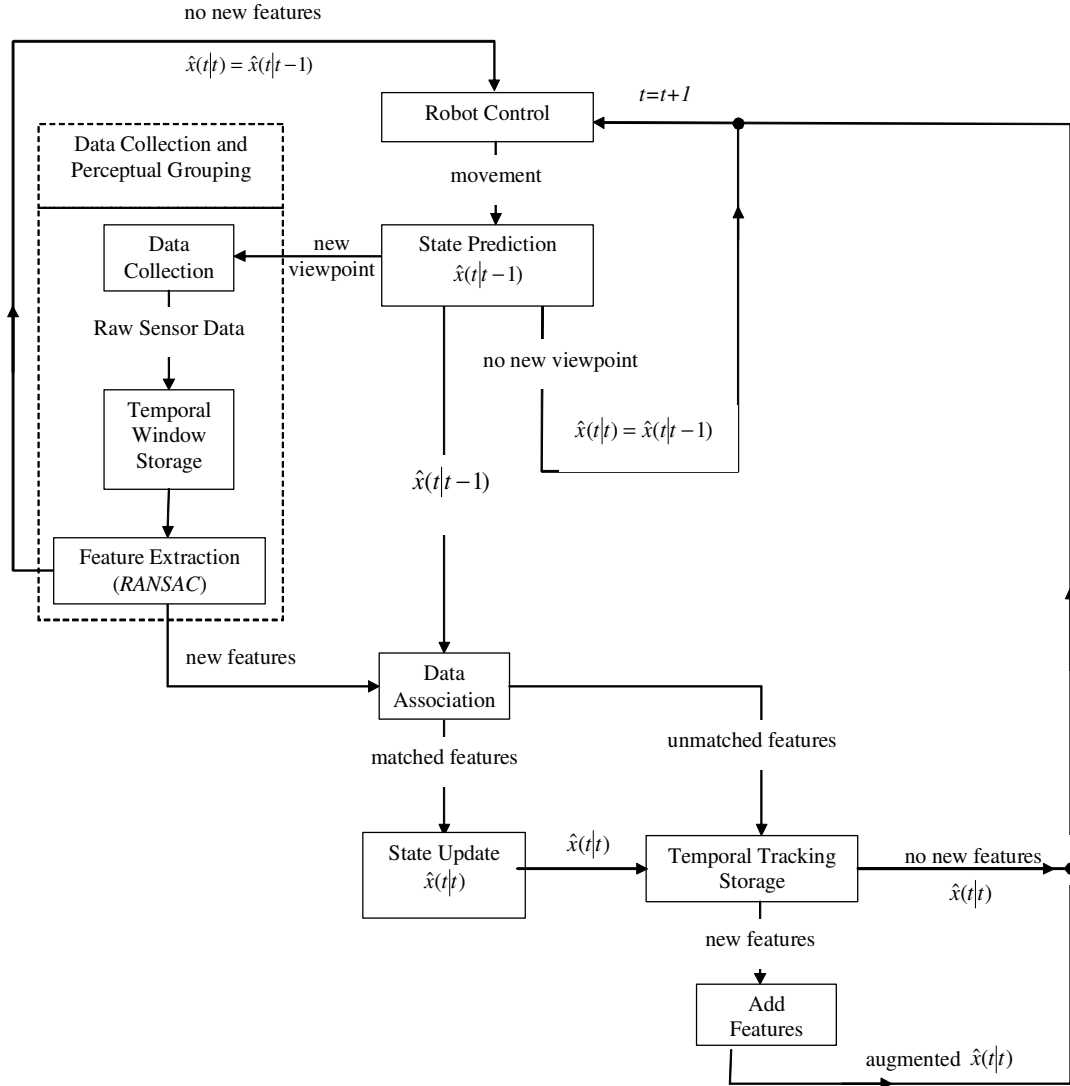 no new features
x̂(t|t) = x̂(t|t−1)
t=t+1
Robot Control
Data Collection and
Perceptual Grouping
movement
Data
Collection
new
viewpoint
State Prediction
x̂(t|t−1)
Raw Sensor Data
no new viewpoint
Temporal
Window
Storage
x̂(t|t) = x̂(t|t−1)
x̂(t|t−1)
Feature Extraction
(RANSAC)
new features
Data
Association
matched features
unmatched features
State Update
x̂(t|t)
x̂(t|t)
Temporal Tracking
Storage
no new features
x̂(t|t)
new features
Add
Features
augmented x̂(t|t)